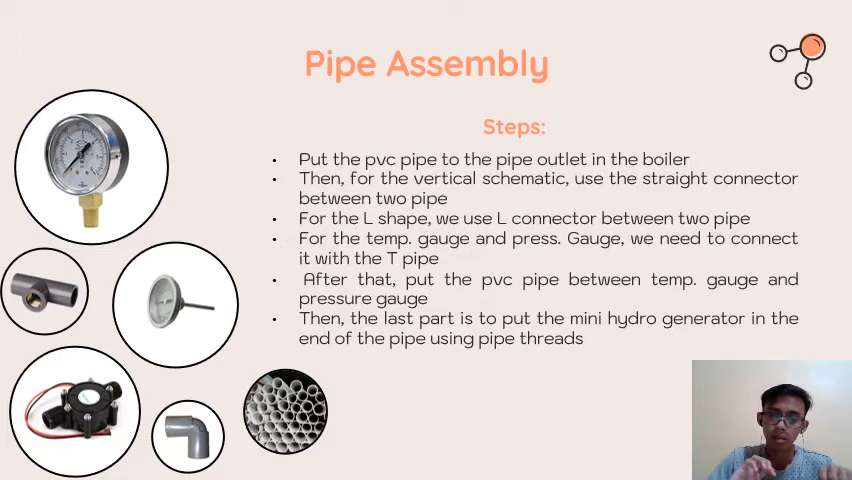 Pipe Assembly
Steps:
• Put the pvc pipe to the pipe outlet in the boiler
• Then, for the vertical schematic, use the straight connector
between two pipe
• For the L shape, we use L connector between two pipe
• For the temp. gauge and press. Gauge, we need to connect
it with the T pipe
• After that, put the pvc pipe between temp. gauge and
pressure gauge
• Then, the last part is to put the mini hydro generator in the
end of the pipe using pipe threads